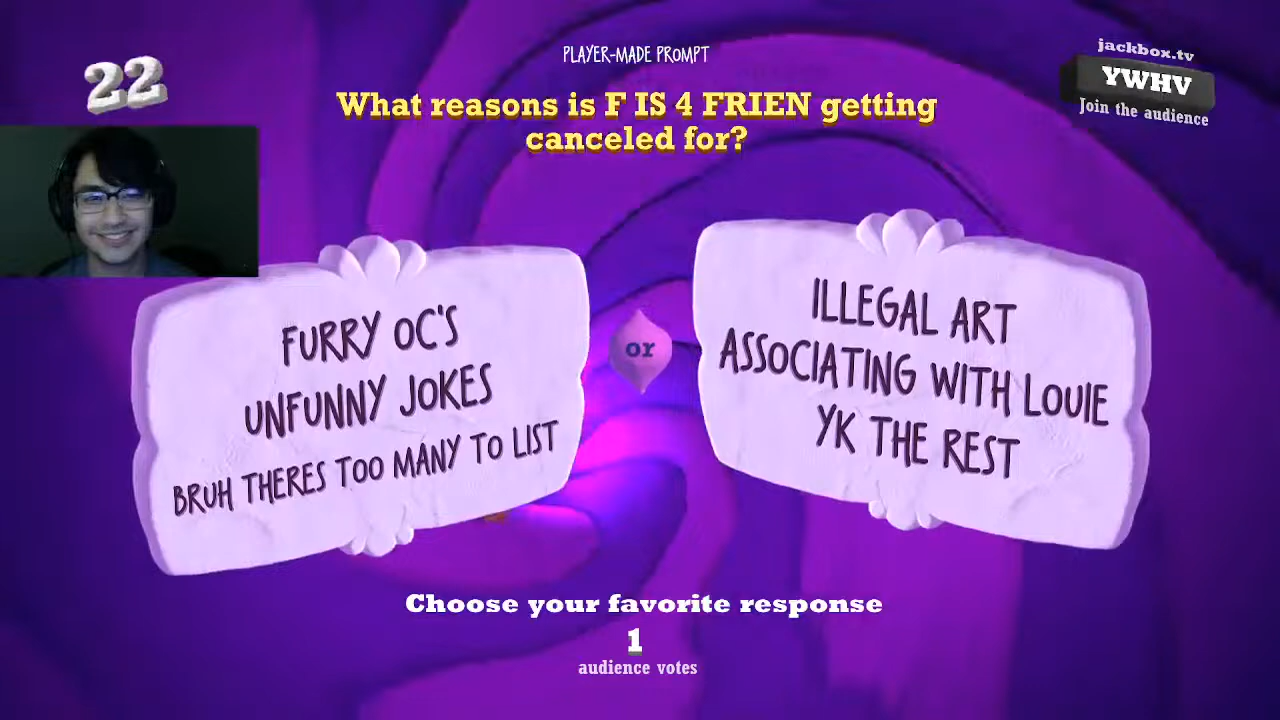 22
PLAYER-MADE PROMPT
What reasons is F IS 4 FRIEN getting
canceled for?
jackbox.tv
YWHV
Join the audience
FURRY OC'S
UNFUNNY JOKES
BRUH THERES TOO MANY TO LIST
or
ILLEGAL ART
ASSOCIATING WITH LOUIE
YK THE REST
Choose your favorite response
1
audience votes